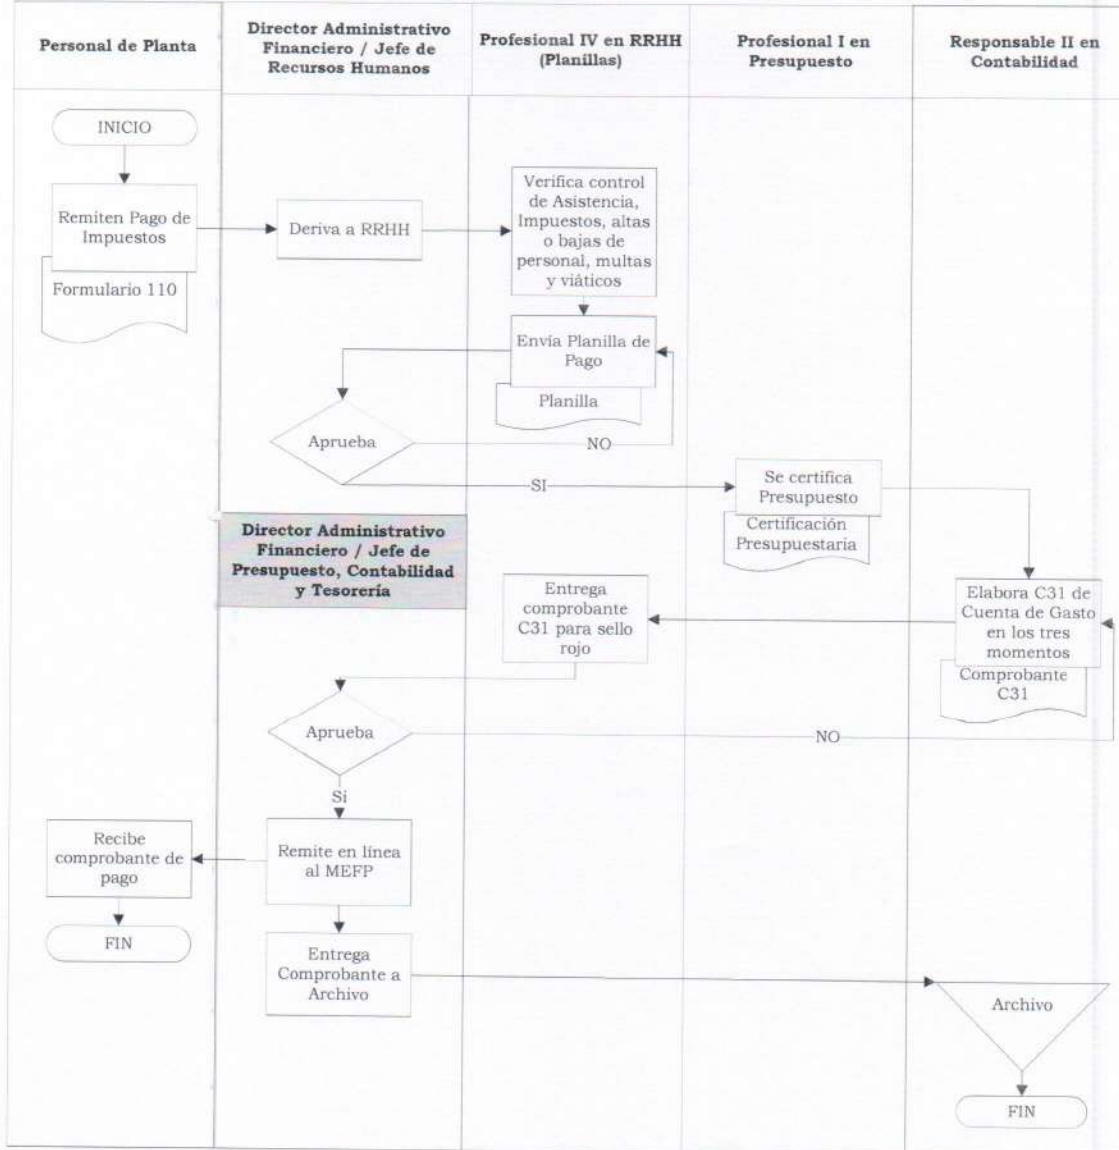 Personal de Planta
Director Administrativo
Financiero / Jefe de
Recursos Humanos
Profesional IV en RRHH
(Planillas)
Profesional I en
Presupuesto
Responsable II en
Contabilidad
INICIO
Remiten Pago de
Impuestos
Formulario 110
Deriva a RRHH
Verifica control
de Asistencia,
Impuestos, altas
o bajas de
personal, multas
y viáticos
Envía Planilla de
Pago
Planilla
Aprueba
NO
SI
Se certifica
Presupuesto
Certificación
Presupuestaria
Director Administrativo
Financiero / Jefe de
Presupuesto, Contabilidad
y Tesorería
Elabora C31 de
Cuenta de Gasto
en los tres
momentos
Comprobante
C31
Entrega
comprobante
C31 para sello
rojo
Aprueba
NO
Si
Remite en línea
al MEFP
Recibe
comprobante de
pago
FIN
Entrega
Comprobante a
Archivo
Archivo
FIN